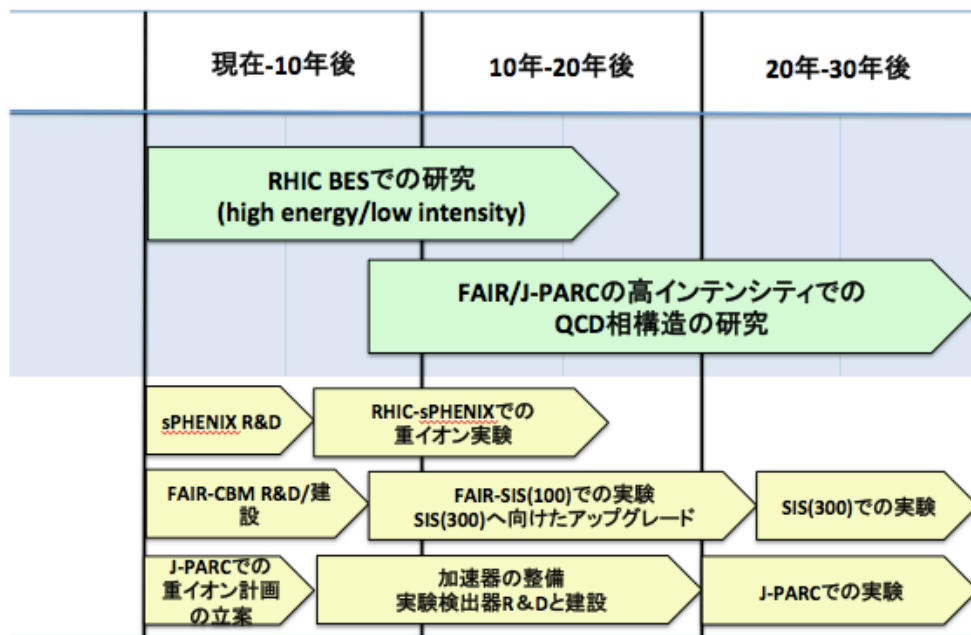 現在-10年後
10年-20年後
20年-30年後
RHIC BESでの研究
(high energy/low intensity)
FAIR/J-PARCの高インテンシティでの
QCD相構造の研究
sPHENIX R&D
RHIC-sPHENIXでの
重イオン実験
FAIR-CBM R&D/建
設
FAIR-SIS(100)での実験
SIS(300)へ向けたアップグレード
SIS(300)での実験
J-PARCでの
重イオン計画
の立案
加速器の整備
実験検出器R&Dと建設
J-PARCでの実験